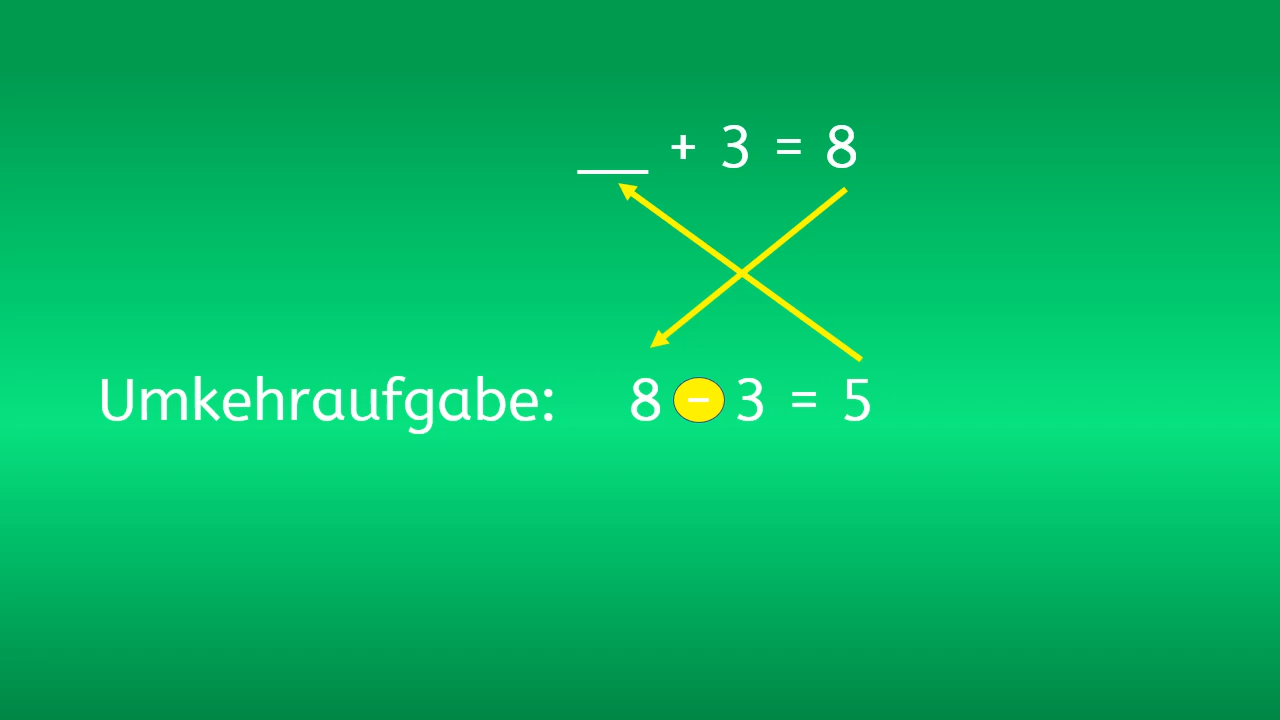 ___ + 3 = 8
Umkehraufgabe: 8 – 3 = 5